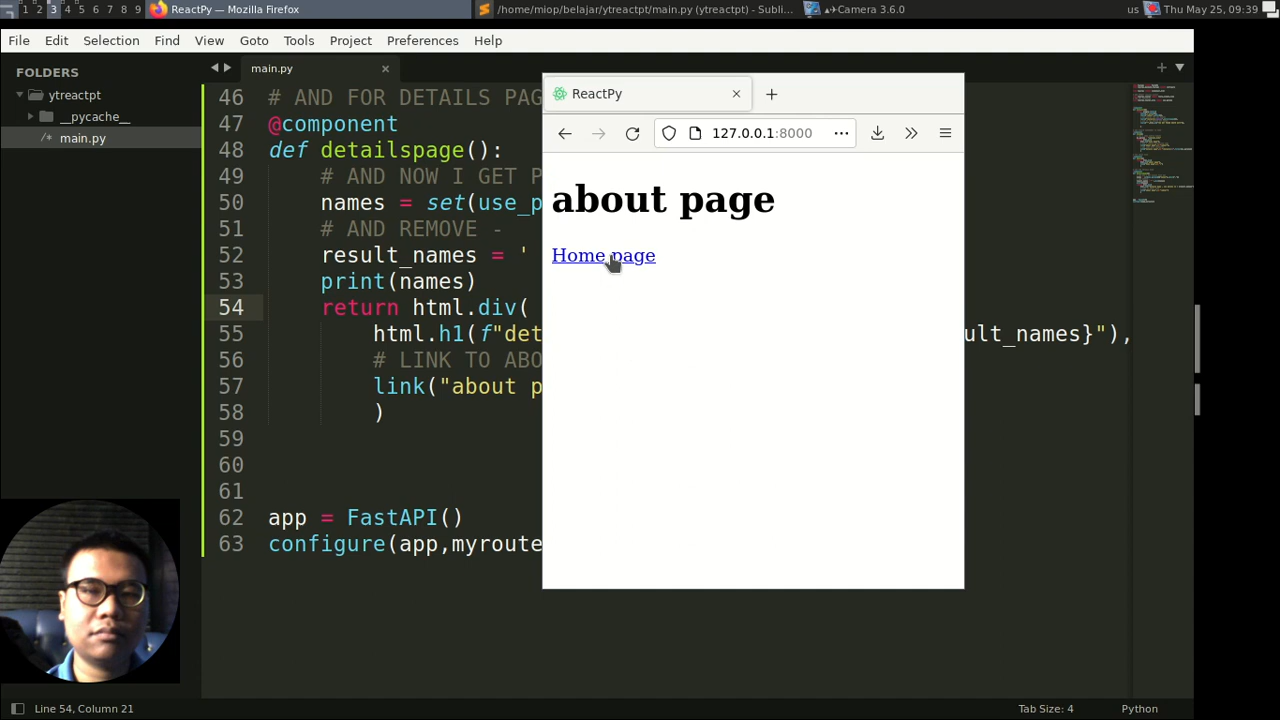 1 2 3 4 5 6 7 8 9 ReactPy — Mozilla Firefox /home/miop/belajar/ytreactpt/main.py (ytreactpt) - Subli... Camera 3.6.0 us Thu May 25, 09:39
File Edit Selection Find View Goto Tools Project Preferences Help
FOLDERS
ytreactpt
__pycache__
/* main.py
main.py ×
46 # AND FOR DETAILS PAG
47 @component
48 def detailspage():
49 # AND NOW I GET P
50 names = set(use_p
51 # AND REMOVE -
52 result_names = '
53 print(names)
54 return html.div(
55 html.h1(f"det ult_names}"),
56 # LINK TO ABO
57 link("about p
58 )
59
60
61
62 app = FastAPI()
63 configure(app,myroute
ReactPy × +
127.0.0.1:8000
about page
Home page
Line 54, Column 21 Tab Size: 4 Python